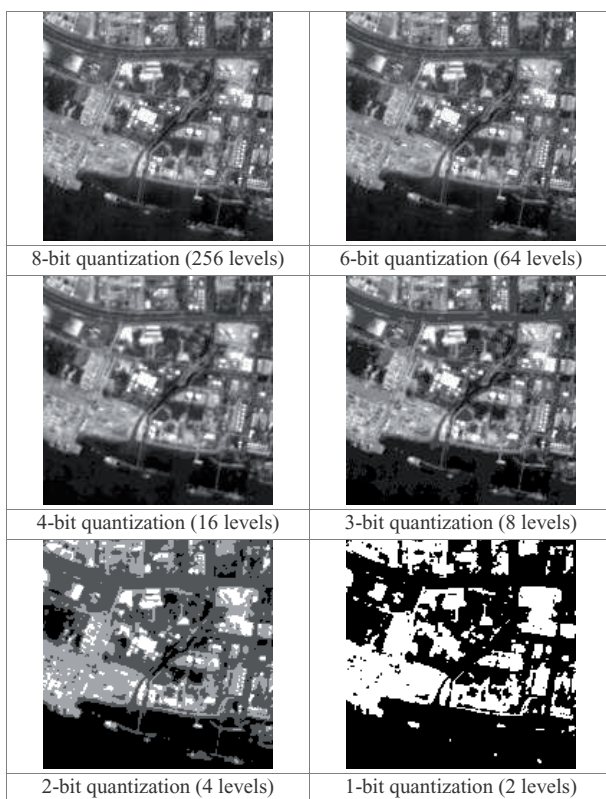 8-bit quantization (256 levels)
6-bit quantization (64 levels)
4-bit quantization (16 levels)
3-bit quantization (8 levels)
2-bit quantization (4 levels)
1-bit quantization (2 levels)